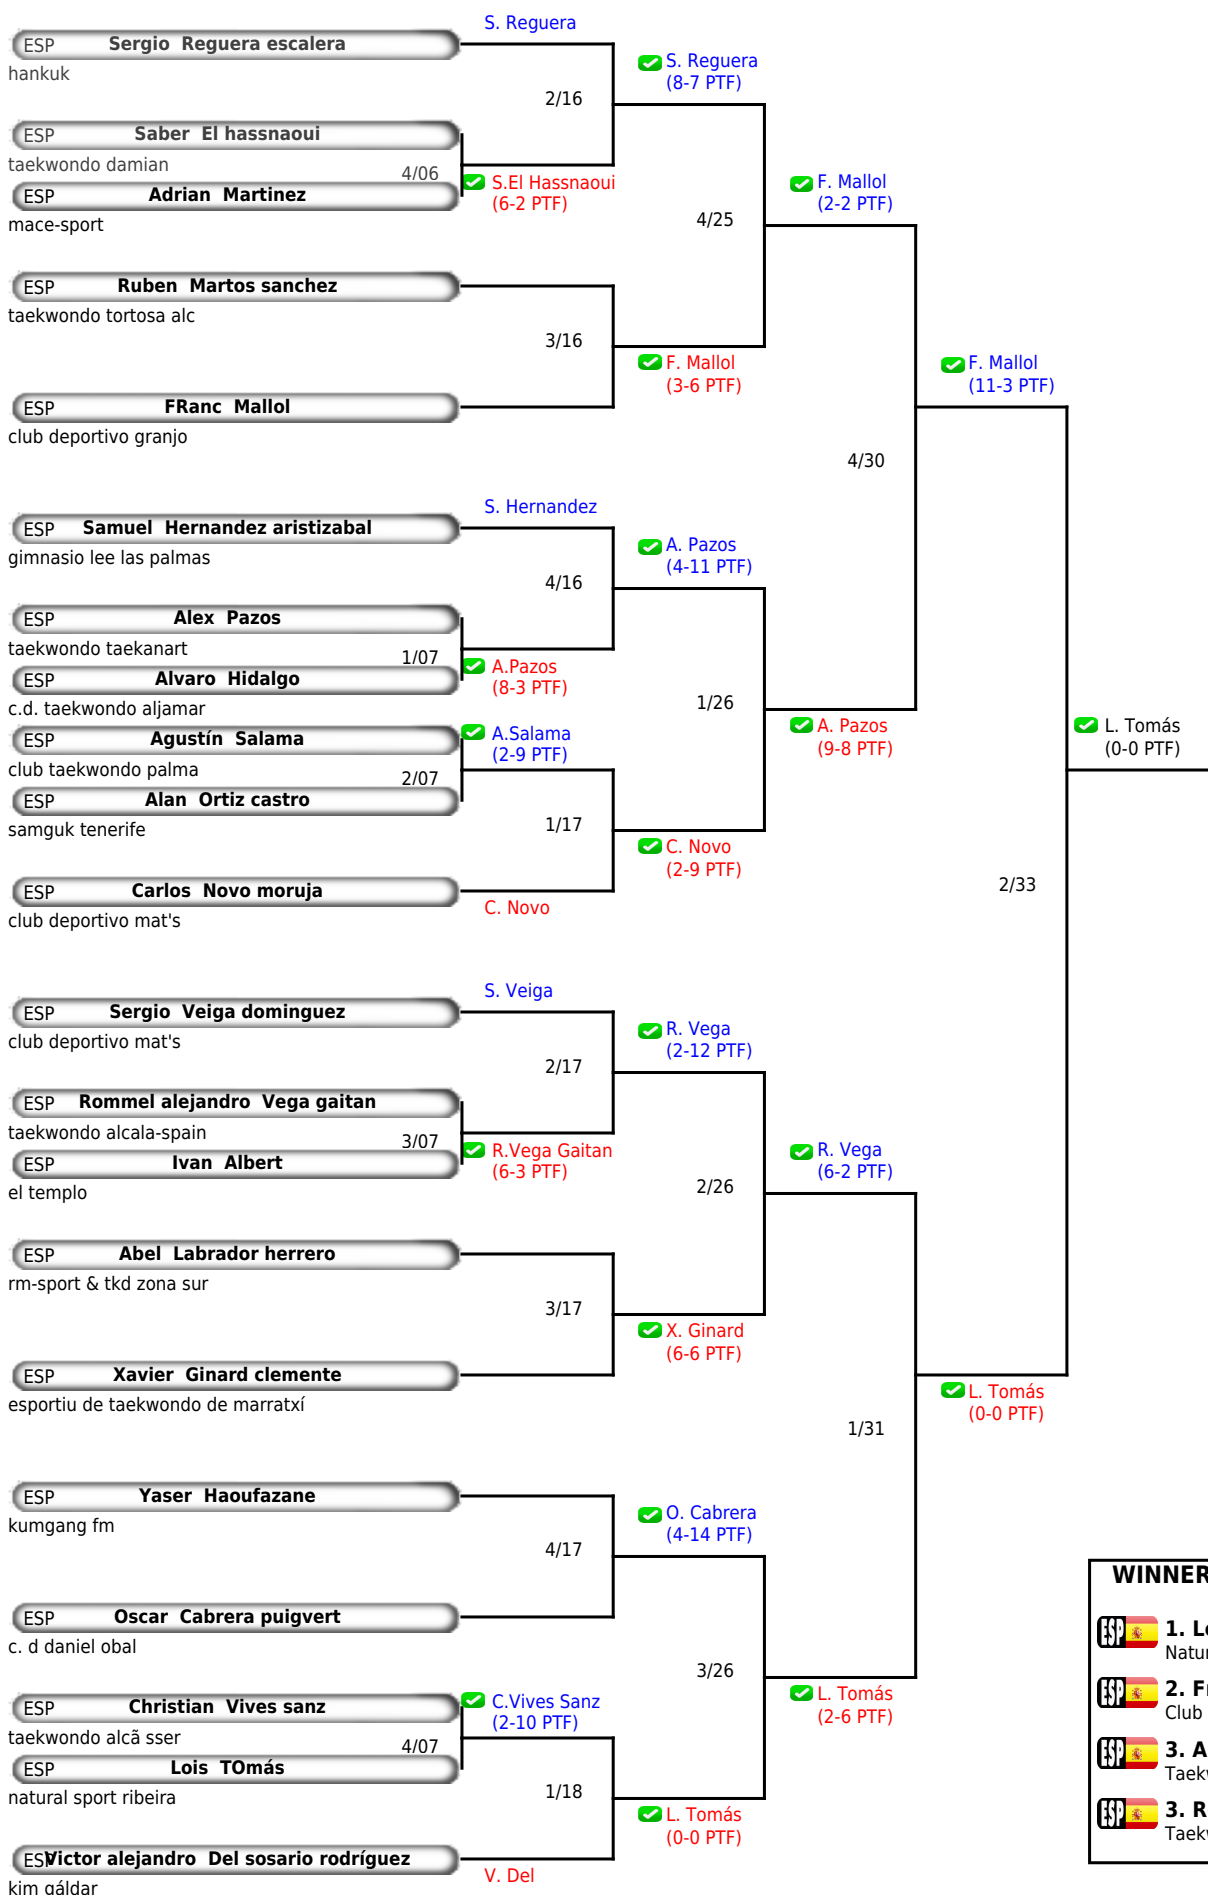 S. Reguera
ESP Sergio Reguera escalera
hankuk
S. Reguera
(8-7 PTF)
2/16
ESP Saber El hassnaoui
taekwondo damian
4/06
S.El Hassnaoui
(6-2 PTF)
ESP Adrian Martinez
mace-sport
F. Mallol
(2-2 PTF)
4/25
ESP Ruben Martos sanchez
taekwondo tortosa alc
3/16
F. Mallol
(3-6 PTF)
F. Mallol
(11-3 PTF)
ESP FRanc Mallol
club deportivo granjo
4/30
S. Hernandez
ESP Samuel Hernandez aristizabal
gimnasio lee las palmas
A. Pazos
(4-11 PTF)
4/16
ESP Alex Pazos
taekwondo taekanart
1/07
A.Pazos
(8-3 PTF)
ESP Alvaro Hidalgo
c.d. taekwondo aljamar
1/26
A. Pazos
(9-8 PTF)
L. Tomás
(0-0 PTF)
ESP Agustín Salama
A.Salama
(2-9 PTF)
club taekwondo palma
2/07
ESP Alan Ortiz castro
samguk tenerife
1/17
C. Novo
(2-9 PTF)
ESP Carlos Novo moruja
C. Novo
club deportivo mat's
2/33
S. Veiga
ESP Sergio Veiga dominguez
club deportivo mat's
R. Vega
(2-12 PTF)
2/17
ESP Rommel alejandro Vega gaitan
taekwondo alcala-spain
3/07
R.Vega Gaitan
(6-3 PTF)
ESP Ivan Albert
el templo
R. Vega
(6-2 PTF)
2/26
ESP Abel Labrador herrero
rm-sport & tkd zona sur
3/17
X. Ginard
(6-6 PTF)
ESP Xavier Ginard clemente
esportiu de taekwondo de marratxí
L. Tomás
(0-0 PTF)
1/31
ESP Yaser Haoufazane
kumgang fm
O. Cabrera
(4-14 PTF)
4/17
ESP Oscar Cabrera puigvert
c. d daniel obal
3/26
L. Tomás
(2-6 PTF)
ESP Christian Vives sanz
C.Vives Sanz
(2-10 PTF)
taekwondo alcã sser
4/07
ESP Lois TOmás
natural sport ribeira
1/18
L. Tomás
(0-0 PTF)
ESP Victor alejandro Del sosario rodríguez
V. Del
kim gáldar
WINNER
ESP 1. L
Natu
ESP 2. F
Club
ESP 3. A
Taek
ESP 3. R
Taek